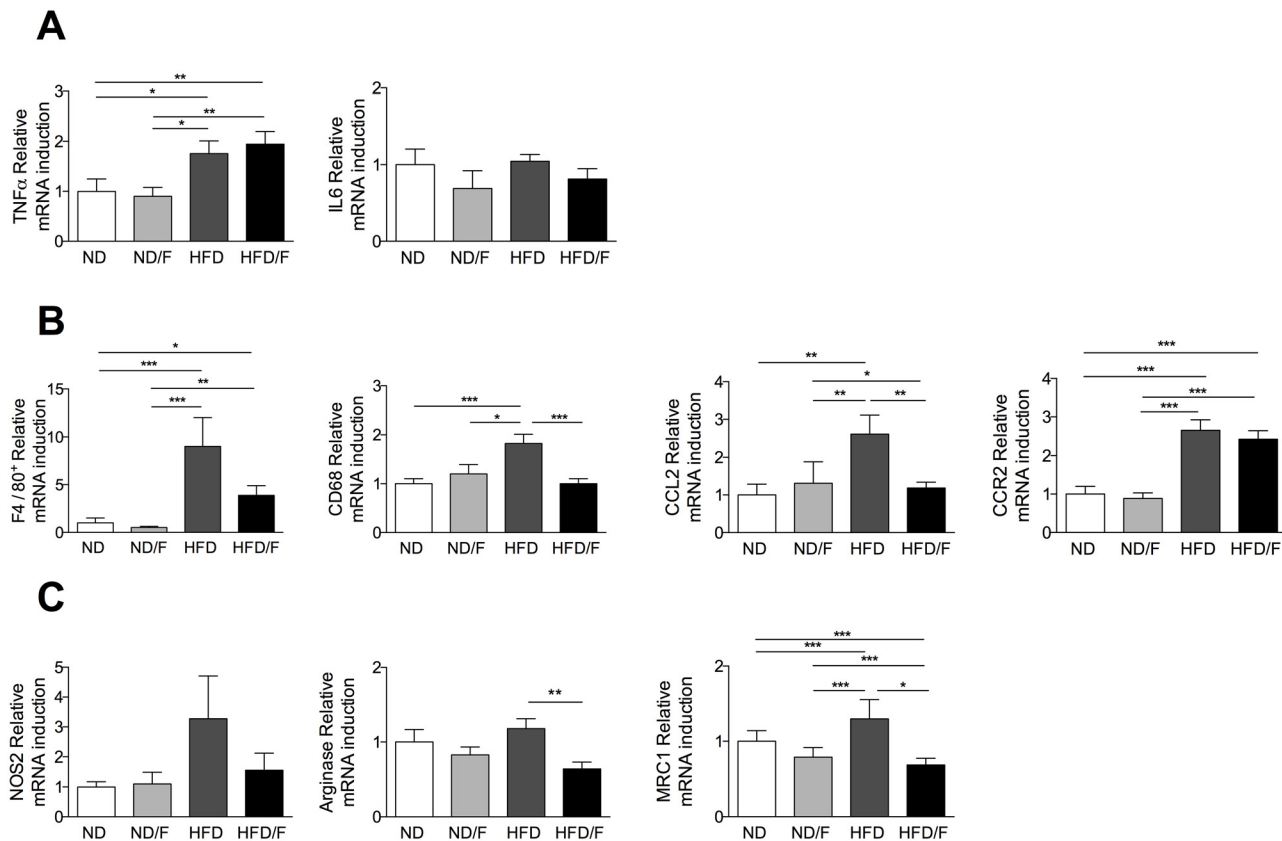 A
TNFα Relative
mRNA induction
3
2
1
0
**
*
**
*
ND
ND/F
HFD
HFD/F
IL6 Relative
mRNA induction
2
1
0
ND
ND/F
HFD
HFD/F
B
F4 / 80⁺ Relative
mRNA induction
15
10
5
0
*
***
**
***
ND
ND/F
HFD
HFD/F
CD68 Relative
mRNA induction
3
2
1
0
***
*
***
ND
ND/F
HFD
HFD/F
CCL2 Relative
mRNA induction
4
3
2
1
0
**
*
**
**
ND
ND/F
HFD
HFD/F
CCR2 Relative
mRNA induction
4
3
2
1
0
***
***
***
***
ND
ND/F
HFD
HFD/F
C
NOS2 Relative
mRNA induction
5
4
3
2
1
0
ND
ND/F
HFD
HFD/F
Arginase Relative
mRNA induction
2
1
0
**
ND
ND/F
HFD
HFD/F
MRC1 Relative
mRNA induction
2
1
0
***
***
***
***
*
ND
ND/F
HFD
HFD/F